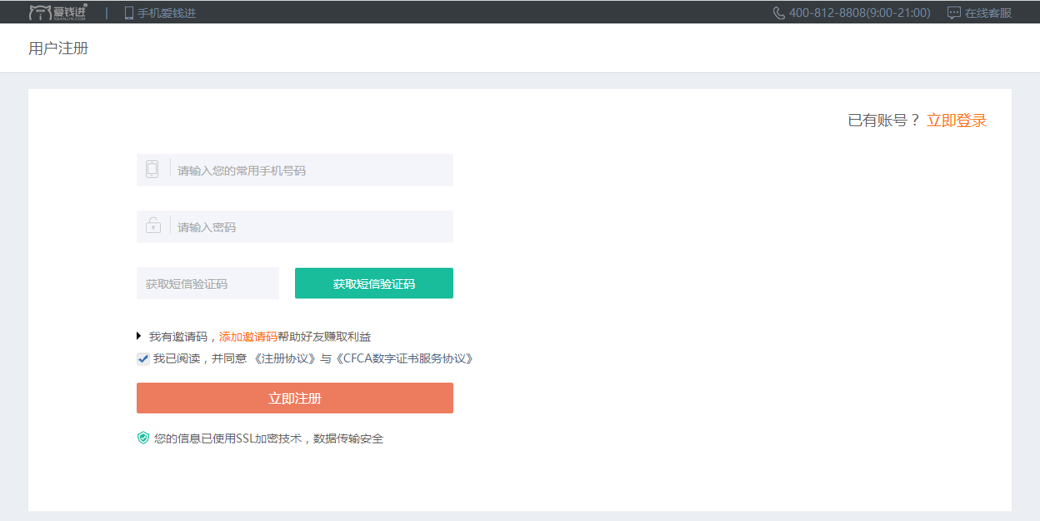 爱钱进 | 手机爱钱进 400-812-8808(9:00-21:00) 在线客服
用户注册
已有账号？ 立即登录
请输入您的常用手机号码
请输入密码
获取短信验证码 获取短信验证码
我有邀请码，添加邀请码帮助好友赚取利益
我已阅读，并同意 《注册协议》与《CFCA数字证书服务协议》
立即注册
您的信息已使用SSL加密技术，数据传输安全